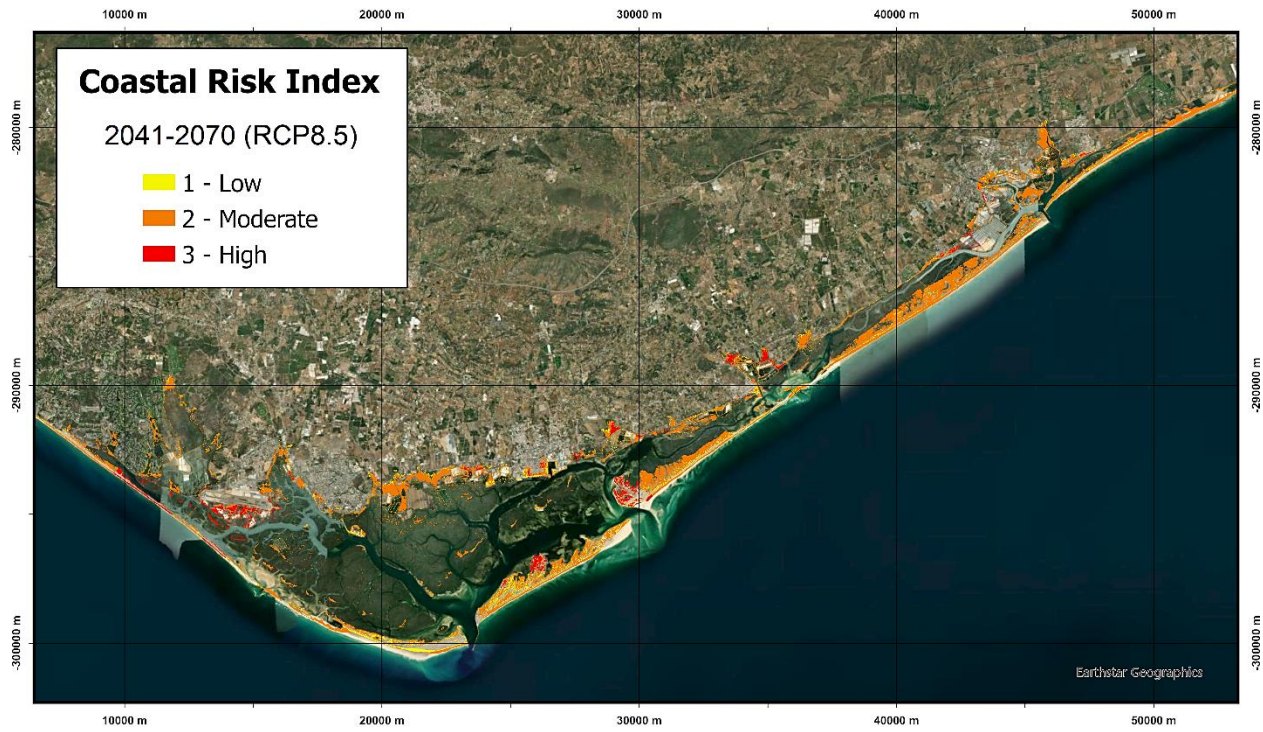 10000 m 20000 m 30000 m 40000 m 50000 m
Coastal Risk Index
2041-2070 (RCP8.5)
1 - Low
2 - Moderate
3 - High
-280000 m -280000 m
-290000 m -290000 m
-300000 m -300000 m
Earthstar Geographics
10000 m 20000 m 30000 m 40000 m 50000 m